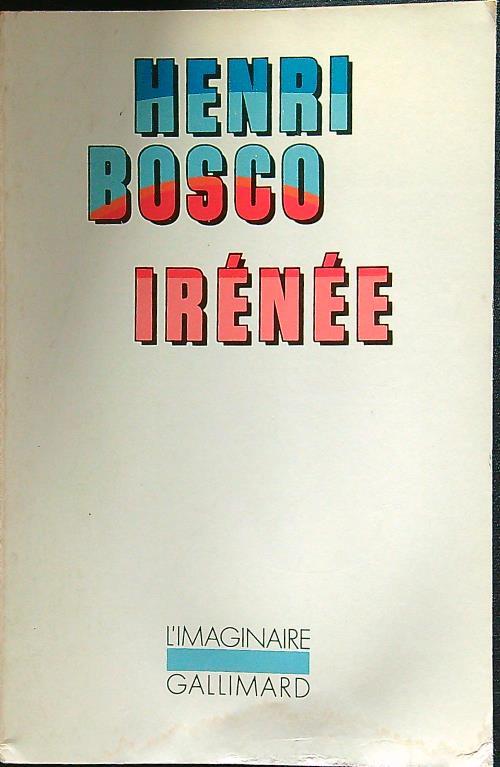 HENRI
BOSCO
IRÉNÉE
L'IMAGINAIRE
GALLIMARD